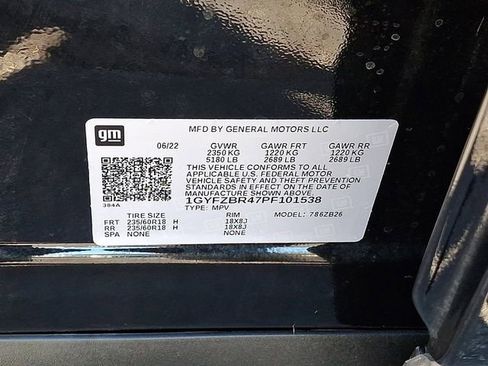 gm
MFD BY GENERAL MOTORS LLC
06/22 GVWR GAWR FRT GAWR RR
2350 KG 1220 KG 1220 KG
5180 LB 2689 LB 2689 LB
THIS VEHICLE CONFORMS TO ALL
APPLICABLE U.S. FEDERAL MOTOR
VEHICLE SAFETY AND THEFT PREVENTION
STANDARDS IN EFFECT ON THE DATE OF
MANUFACTURE SHOWN ABOVE.
1GYFZBR47PF101538
TYPE: MPV
384A
TIRE SIZE RIM MODEL: 786ZB26
FRT 235/60R18 H 18X8J
RR 235/60R18 H 18X8J
SPA NONE NONE